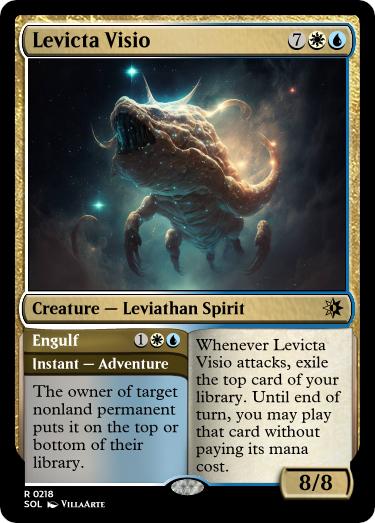 Levicta Visio 7
Creature — Leviathan Spirit
Engulf 1
Instant — Adventure
The owner of target
nonland permanent
puts it on the top or
bottom of their
library.
Whenever Levicta
Visio attacks, exile
the top card of your
library. Until end of
turn, you may play
that card without
paying its mana
cost.
8/8
R 0218
SOL VillaArte